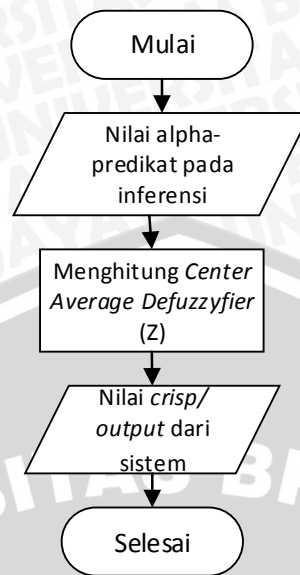 Mulai
Nilai alpha-
predikat pada
inferensi
Menghitung Center
Average Defuzzyfier
(Z)
Nilai crisp/
output dari
sistem
Selesai